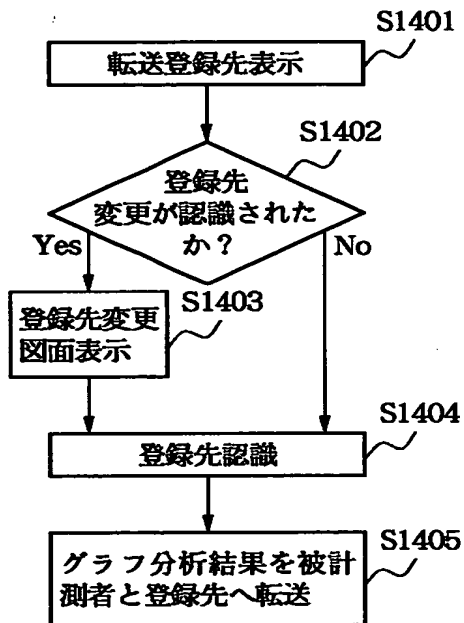 S1401
転送登録先表示
S1402
登録先
変更が認識された
か？
Yes
No
S1403
登録先変更
図面表示
S1404
登録先認識
S1405
グラフ分析結果を被計
測者と登録先へ転送